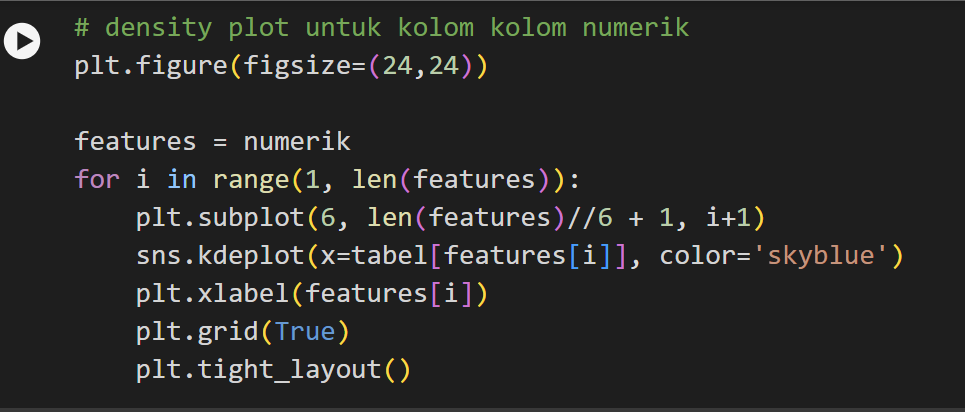 # density plot untuk kolom kolom numerik
plt.figure(figsize=(24,24))
features = numerik
for i in range(1, len(features)):
    plt.subplot(6, len(features)//6 + 1, i+1)
    sns.kdeplot(x=tabel[features[i]], color='skyblue')
    plt.xlabel(features[i])
    plt.grid(True)
    plt.tight_layout()